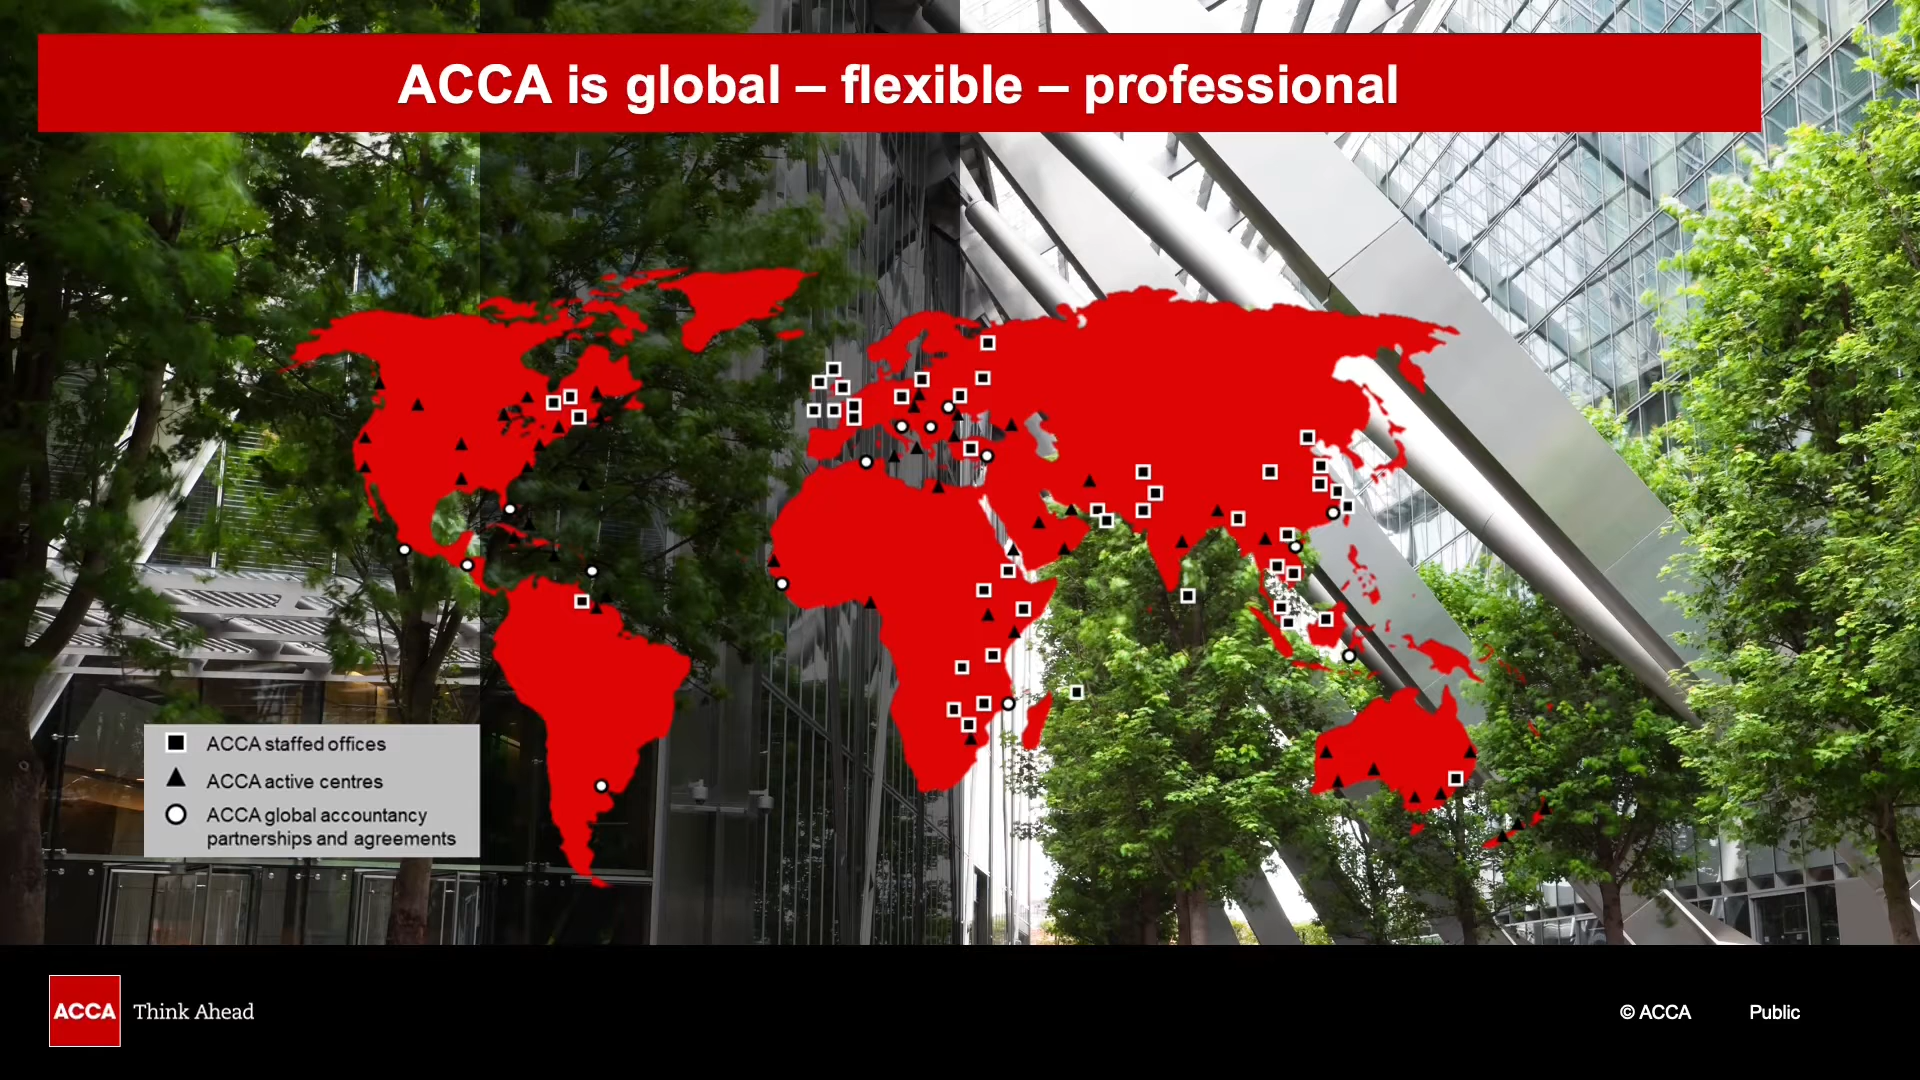 ACCA is global – flexible – professional
ACCA staffed offices
ACCA active centres
ACCA global accountancy
partnerships and agreements
ACCA Think Ahead
© ACCA Public